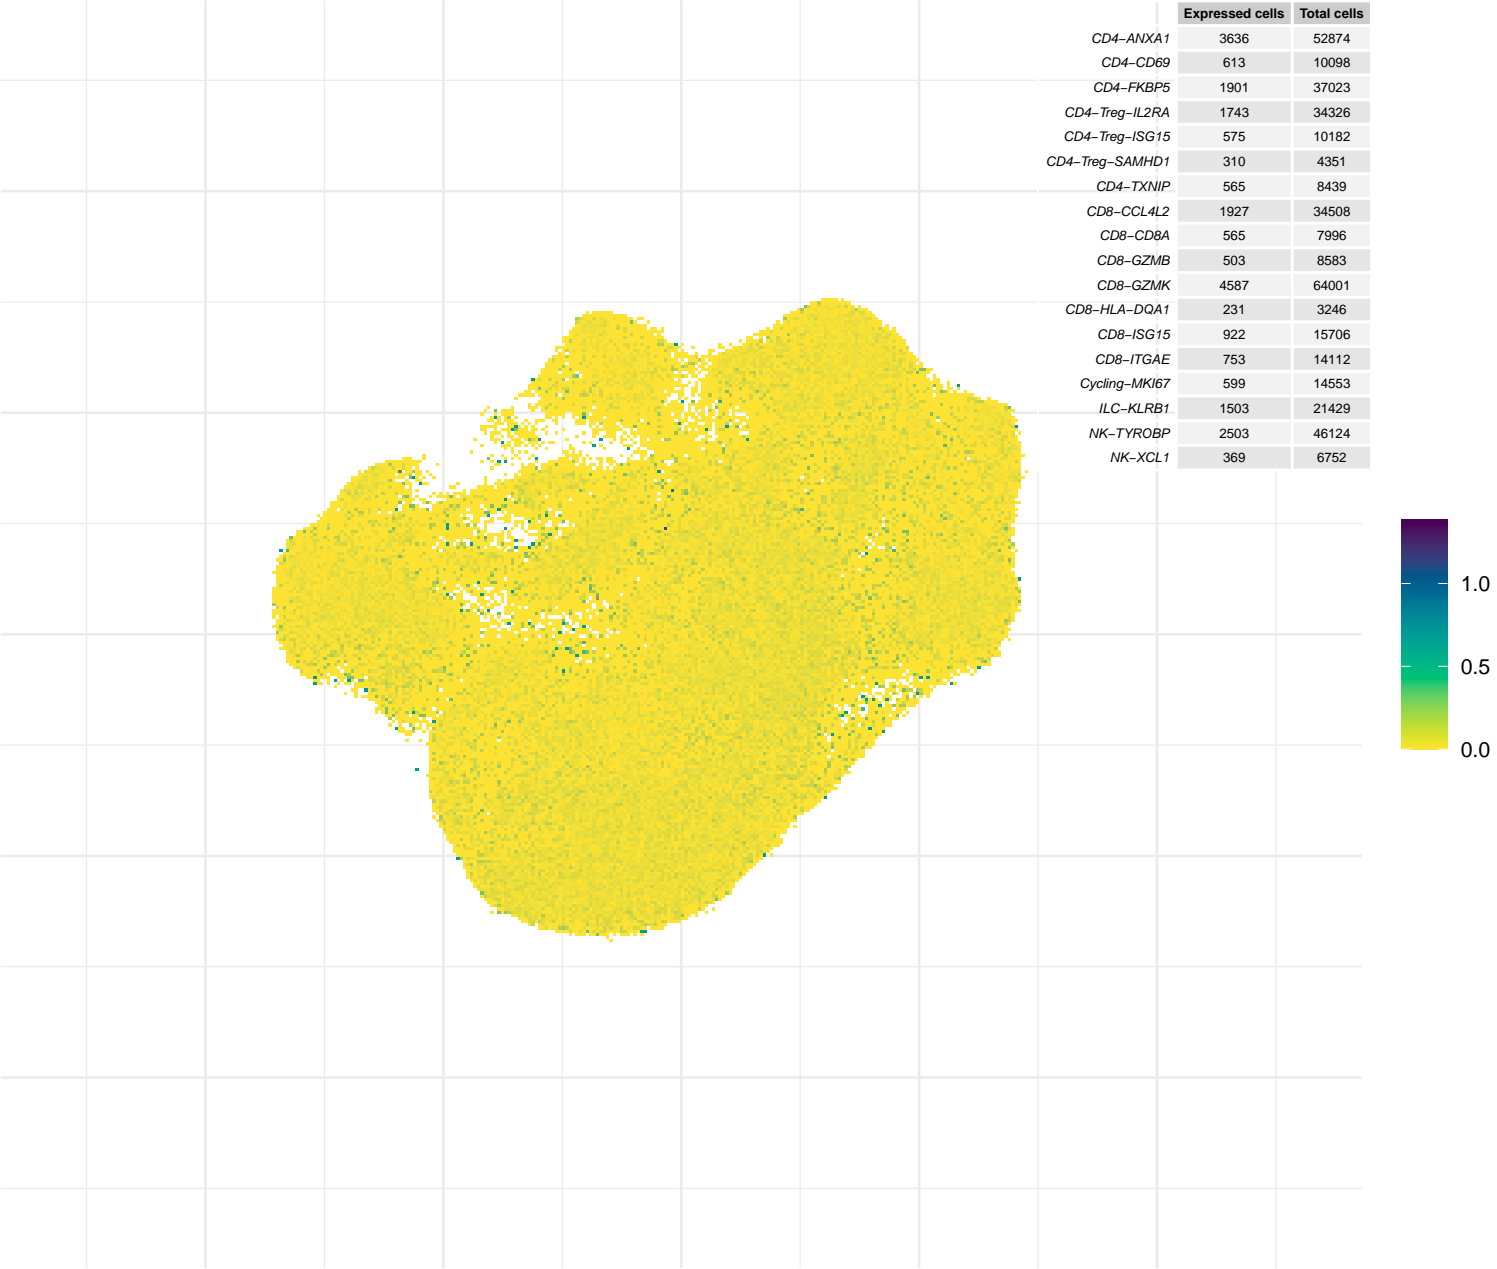 Expressed cells Total cells
CD4−ANXA1 3636 52874
CD4−CD69 613 10098
CD4−FKBP5 1901 37023
CD4−Treg−IL2RA 1743 34326
CD4−Treg−ISG15 575 10182
CD4−Treg−SAMHD1 310 4351
CD4−TXNIP 565 8439
CD8−CCL4L2 1927 34508
CD8−CD8A 565 7996
CD8−GZMB 503 8583
CD8−GZMK 4587 64001
CD8−HLA−DQA1 231 3246
CD8−ISG15 922 15706
CD8−ITGAE 753 14112
Cycling−MKI67 599 14553
ILC−KLRB1 1503 21429
NK−TYROBP 2503 46124
NK−XCL1 369 6752
1.0
0.5
0.0